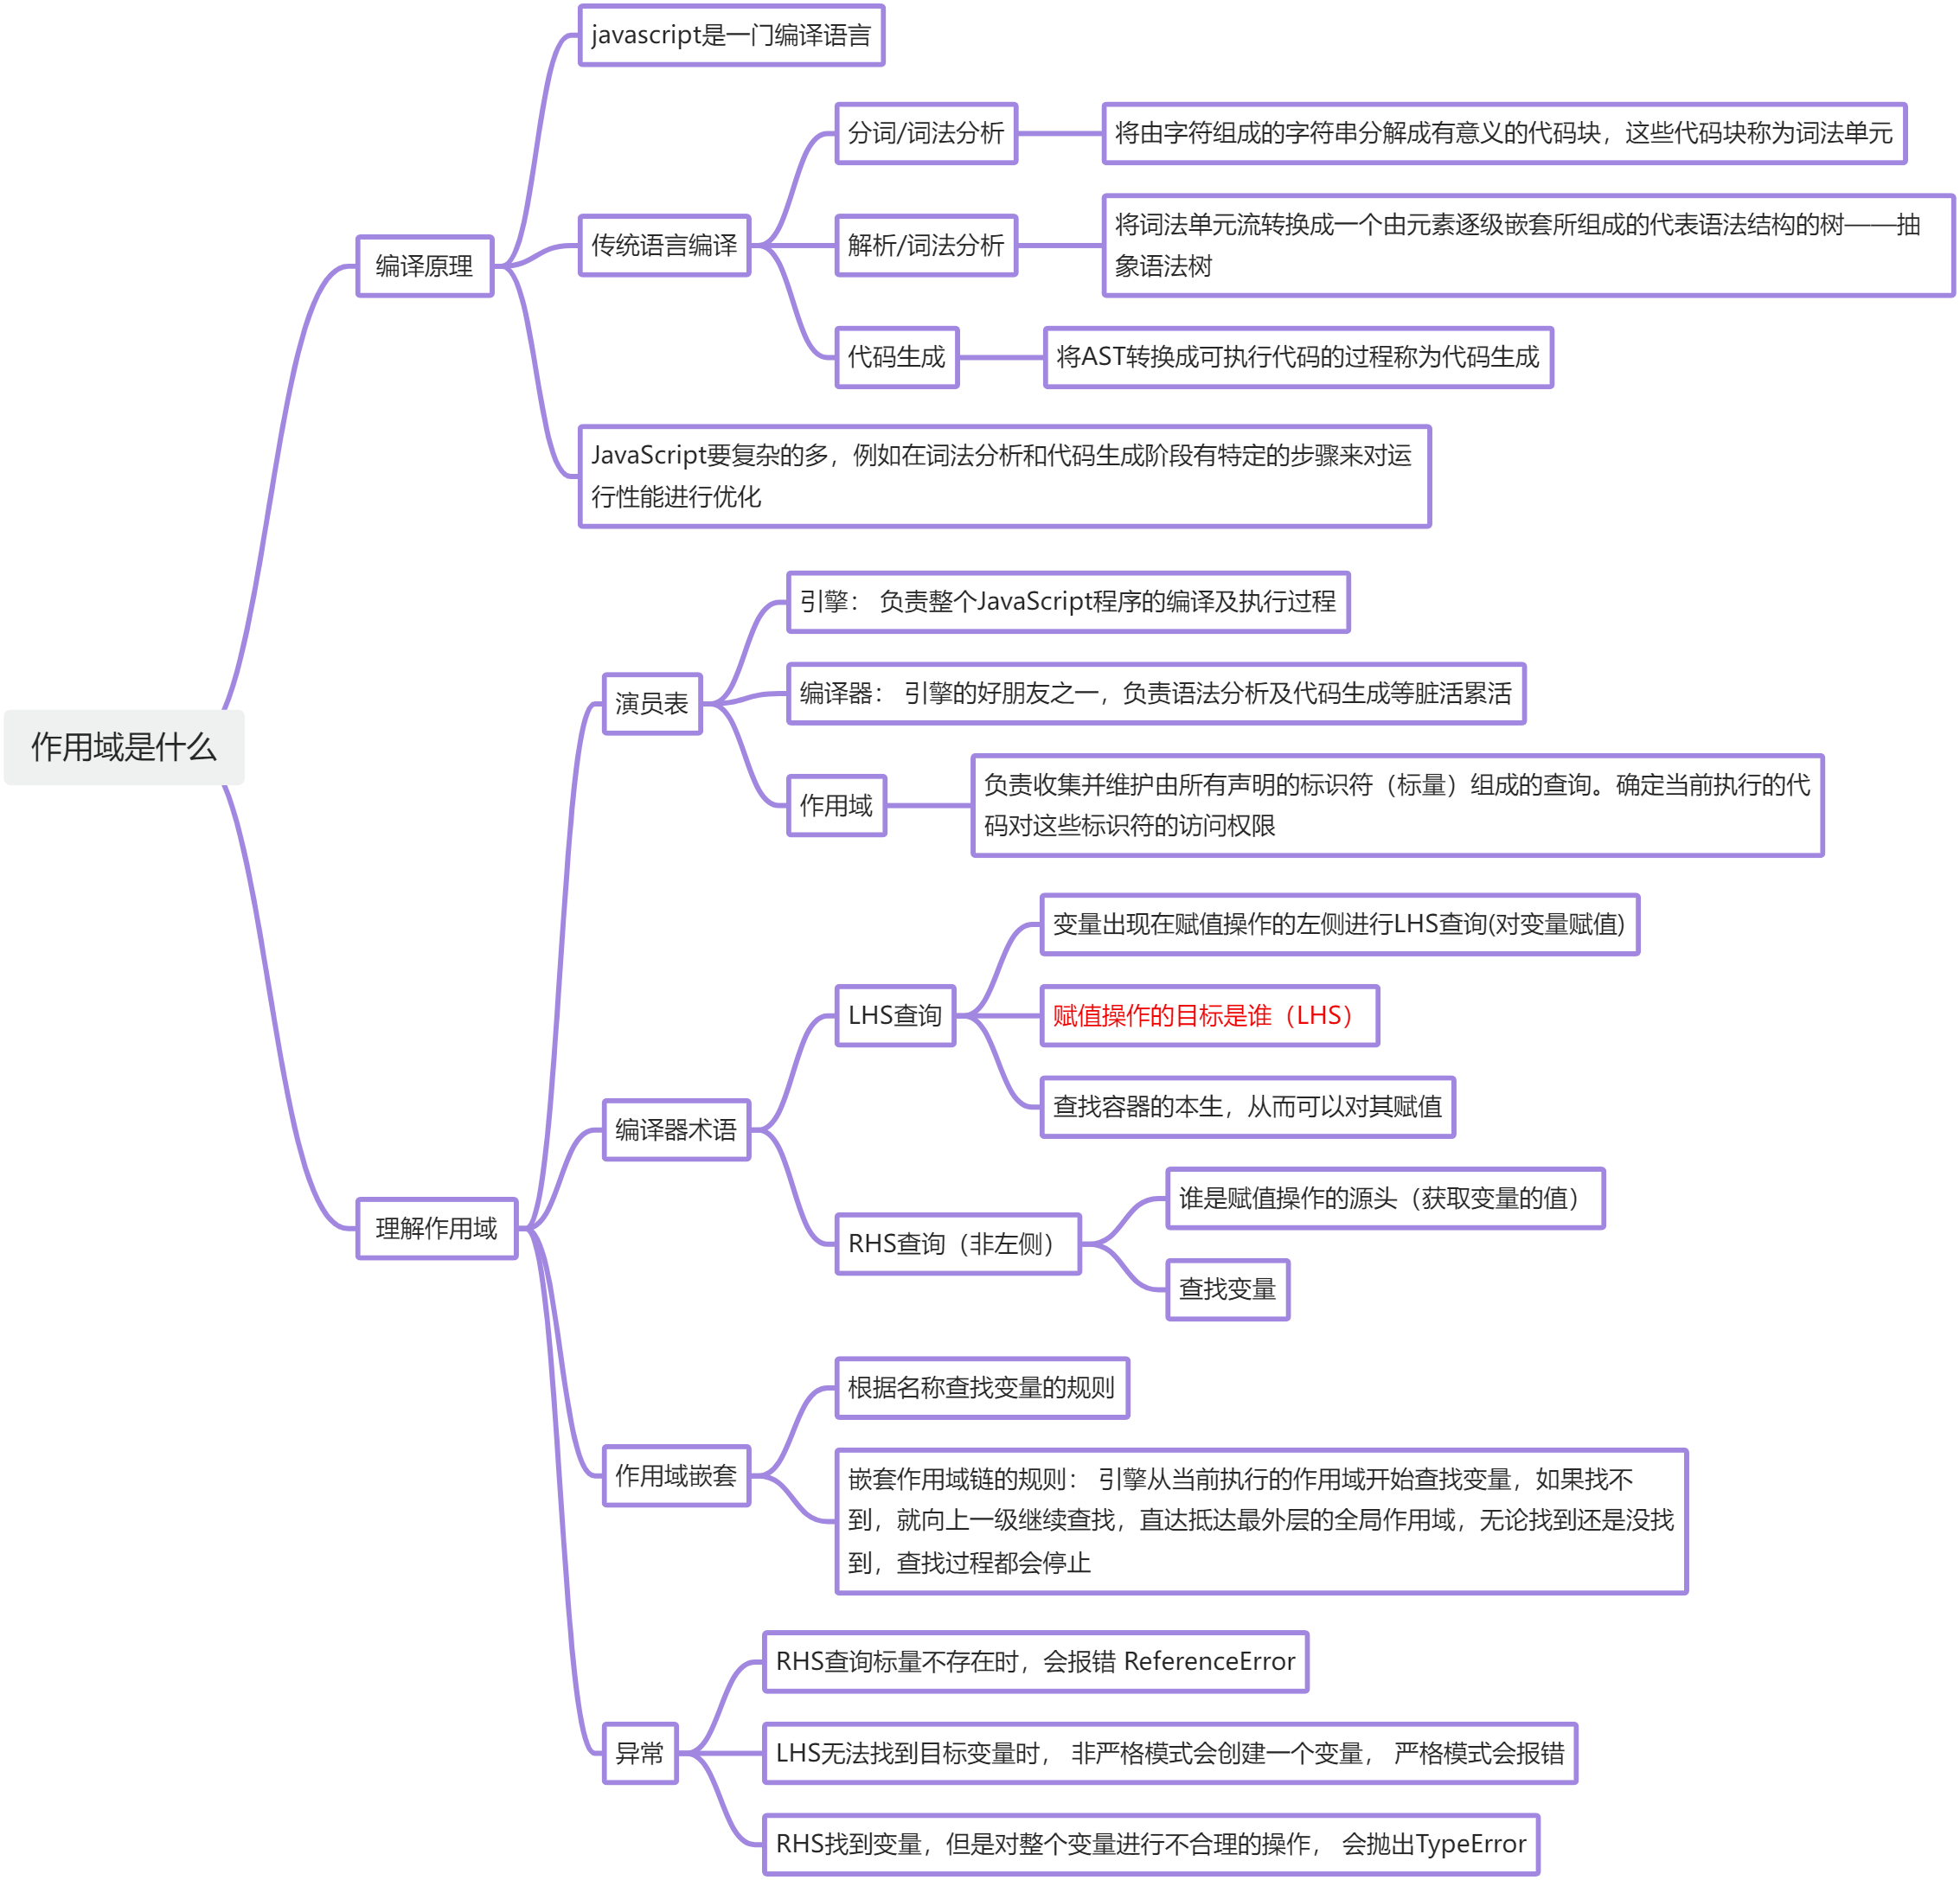 作用域是什么
编译原理
javascript是一门编译语言
传统语言编译
分词/词法分析
将由字符组成的字符串分解成有意义的代码块，这些代码块称为词法单元
解析/词法分析
将词法单元流转换成一个由元素逐级嵌套所组成的代表语法结构的树——抽
象语法树
代码生成
将AST转换成可执行代码的过程称为代码生成
JavaScript要复杂的多，例如在词法分析和代码生成阶段有特定的步骤来对运
行性能进行优化
理解作用域
演员表
引擎： 负责整个JavaScript程序的编译及执行过程
编译器： 引擎的好朋友之一，负责语法分析及代码生成等脏活累活
作用域
负责收集并维护由所有声明的标识符（标量）组成的查询。确定当前执行的代
码对这些标识符的访问权限
编译器术语
LHS查询
变量出现在赋值操作的左侧进行LHS查询(对变量赋值)
赋值操作的目标是谁（LHS）
查找容器的本生，从而可以对其赋值
RHS查询（非左侧）
谁是赋值操作的源头（获取变量的值）
查找变量
作用域嵌套
根据名称查找变量的规则
嵌套作用域链的规则： 引擎从当前执行的作用域开始查找变量，如果找不
到，就向上一级继续查找，直达抵达最外层的全局作用域，无论找到还是没找
到，查找过程都会停止
异常
RHS查询标量不存在时，会报错 ReferenceError
LHS无法找到目标变量时， 非严格模式会创建一个变量， 严格模式会报错
RHS找到变量，但是对整个变量进行不合理的操作， 会抛出TypeError